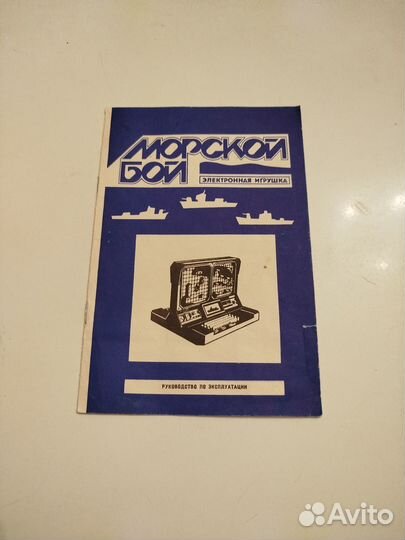 МОРСКОЙ
БОЙ
ЭЛЕКТРОННАЯ ИГРУШКА
РУКОВОДСТВО ПО ЭКСПЛУАТАЦИИ
Avito